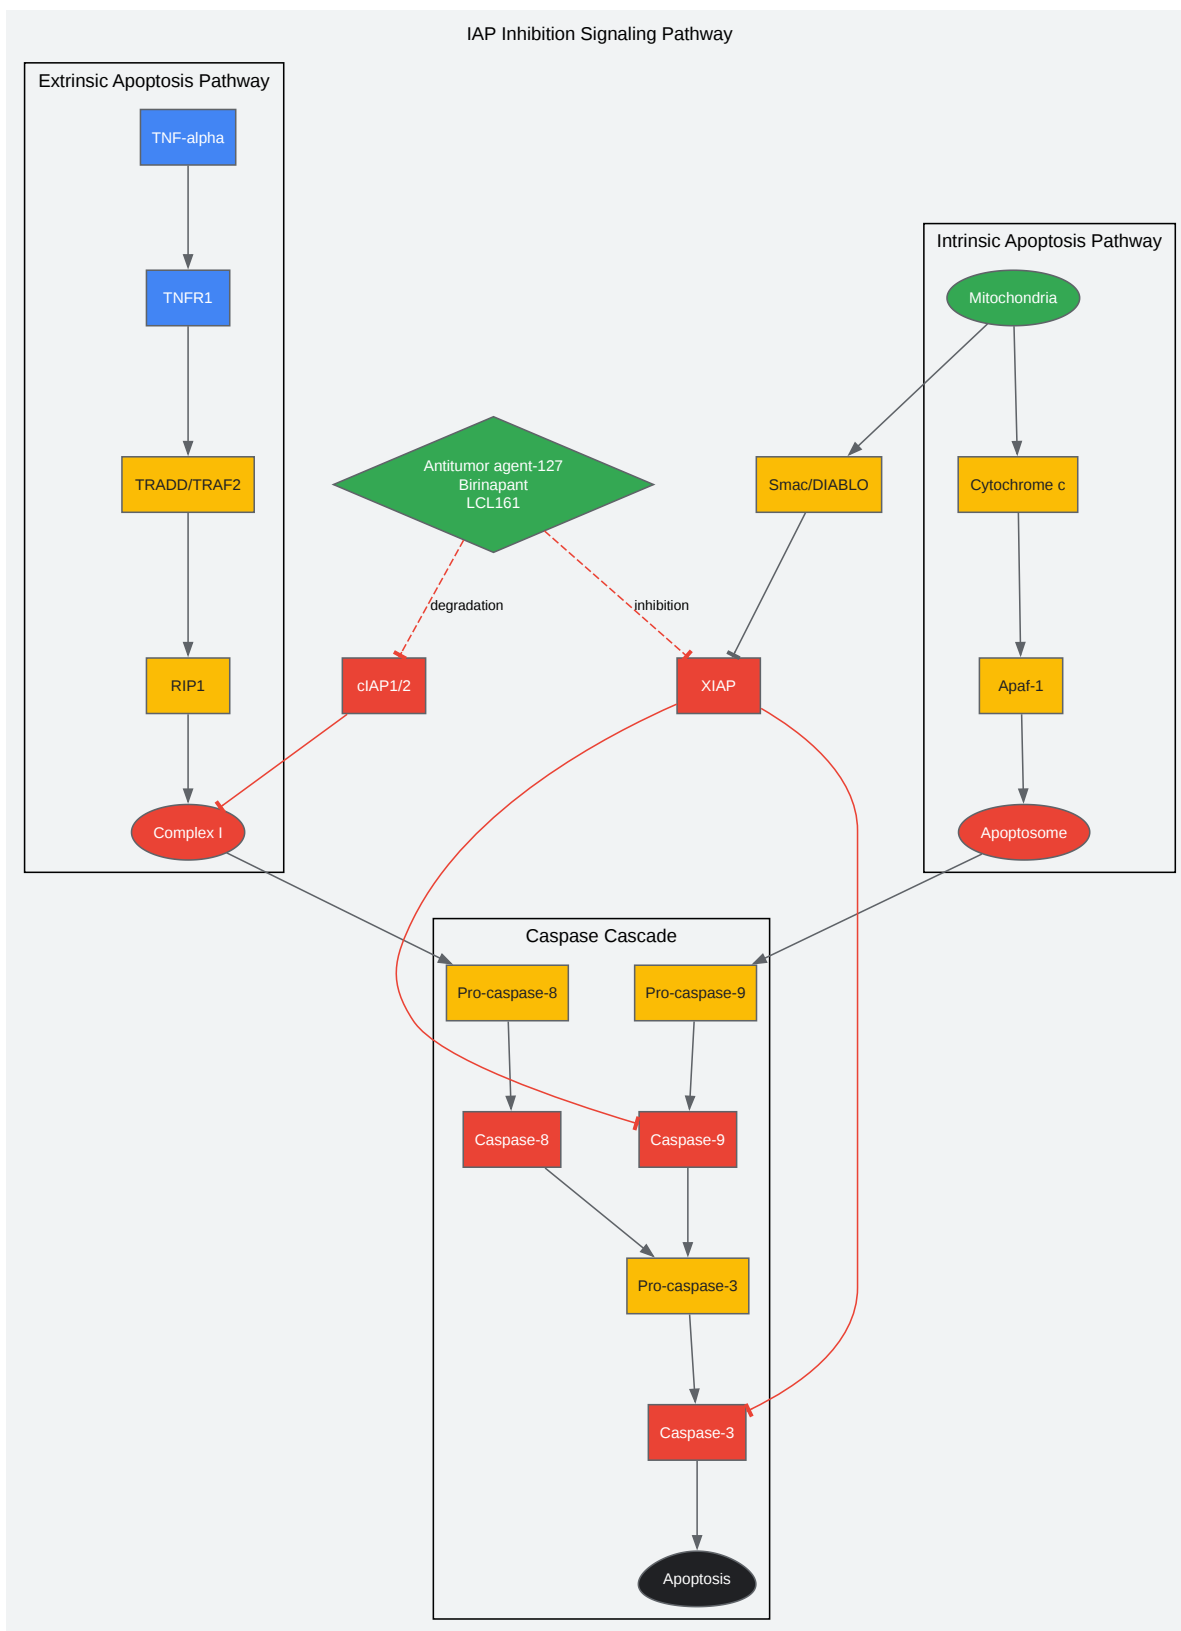 IAP Inhibition Signaling Pathway
Extrinsic Apoptosis Pathway
TNF-alpha
TNFR1
TRADD/TRAF2
RIP1
Complex I
Antitumor agent-127
Birinapant
LCL161
degradation
inhibition
cIAP1/2
XIAP
Smac/DIABLO
Intrinsic Apoptosis Pathway
Mitochondria
Cytochrome c
Apaf-1
Apoptosome
Caspase Cascade
Pro-caspase-8
Pro-caspase-9
Caspase-8
Caspase-9
Pro-caspase-3
Caspase-3
Apoptosis